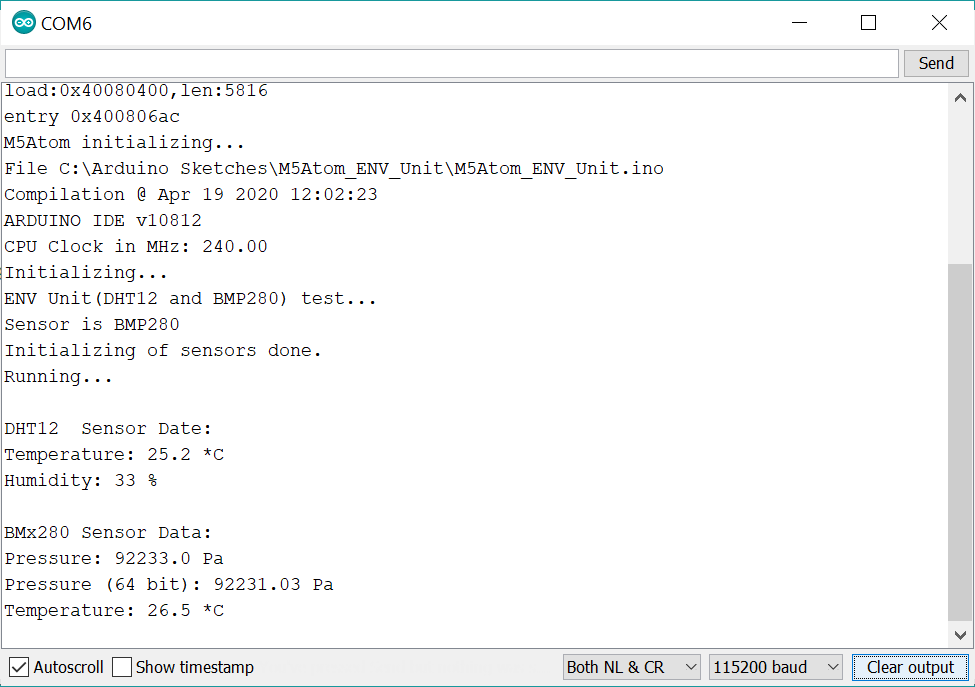 COM6
Send
load:0x40080400,len:5816
entry 0x400806ac
M5Atom initializing...
File C:\Arduino Sketches\M5Atom_ENV_Unit\M5Atom_ENV_Unit.ino
Compilation @ Apr 19 2020 12:02:23
ARDUINO IDE v10812
CPU Clock in MHz: 240.00
Initializing...
ENV Unit(DHT12 and BMP280) test...
Sensor is BMP280
Initializing of sensors done.
Running...

DHT12  Sensor Date:
Temperature: 25.2 *C
Humidity: 33 %

BMx280 Sensor Data:
Pressure: 92233.0 Pa
Pressure (64 bit): 92231.03 Pa
Temperature: 26.5 *C
Autoscroll Show timestamp Both NL & CR 115200 baud Clear output